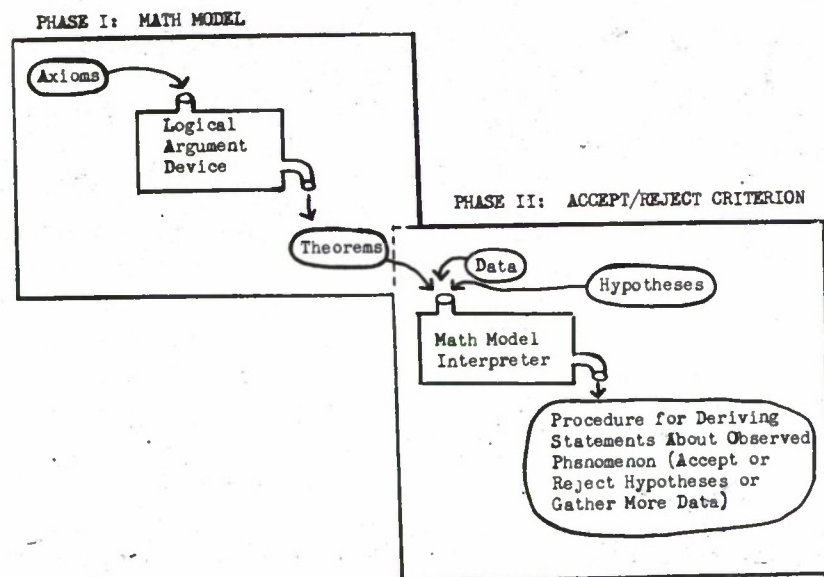 PHASE I: MATH MODEL
Axioms
Logical
Argument
Device
PHASE II: ACCEPT/REJECT CRITERION
Theorems
Data
Hypotheses
Math Model
Interpreter
Procedure for Deriving
Statements About Observed
Phenomenon (Accept or
Reject Hypotheses or
Gather More Data)